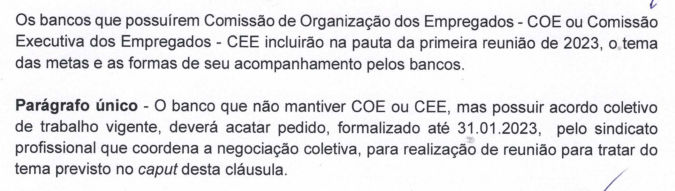 Os bancos que possuírem Comissão de Organização dos Empregados - COE ou Comissão
Executiva dos Empregados - CEE incluirão na pauta da primeira reunião de 2023, o tema
das metas e as formas de seu acompanhamento pelos bancos.
Parágrafo único - O banco que não mantiver COE ou CEE, mas possuir acordo coletivo
de trabalho vigente, deverá acatar pedido, formalizado até 31.01.2023, pelo sindicato
profissional que coordena a negociação coletiva, para realização de reunião para tratar do
tema previsto no caput desta cláusula.